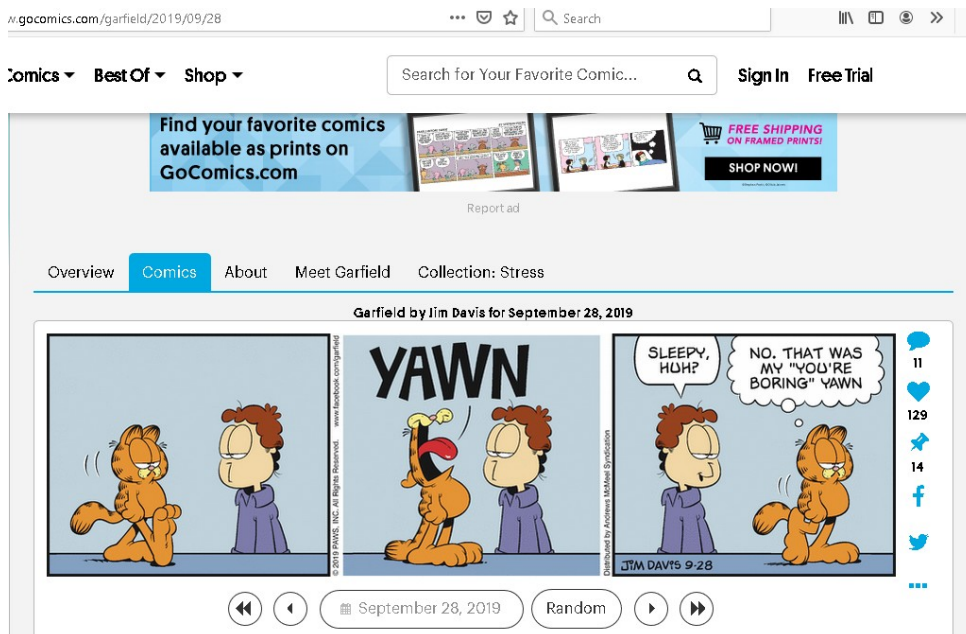 w.gocomics.com/garfield/2019/09/28
Search
Comics Best Of Shop
Search for Your Favorite Comic...
Sign In Free Trial
Find your favorite comics
available as prints on
GoComics.com
FREE SHIPPING
ON FRAMED PRINTS!
SHOP NOW!
Report ad
Overview Comics About Meet Garfield Collection: Stress
Garfield by Jim Davis for September 28, 2019
© 2019 PAWS, INC. All Rights Reserved. www.facebook.com/garfield
YAWN
Distributed by Andrews McMeel Syndication
SLEEPY,
HUH?
NO. THAT WAS
MY "YOU'RE
BORING" YAWN
JIM DAVIS 9-28
11
129
14
September 28, 2019
Random